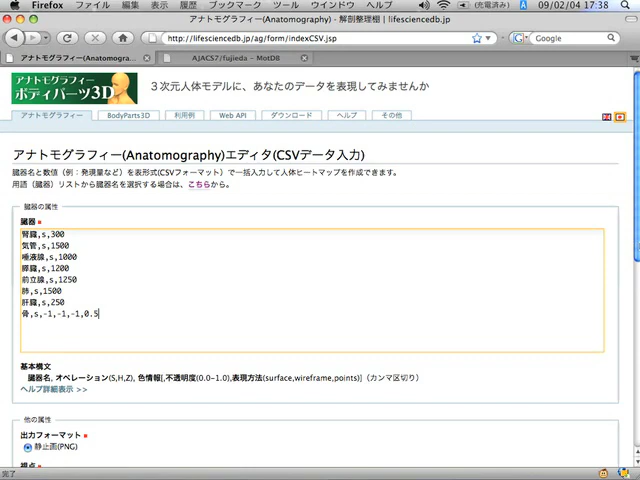 Firefox ファイル 編集 表示 履歴 ブックマーク ツール ウインドウ ヘルプ (充電済み) A 09/02/04 17:38
アナトモグラフィー(Anatomography) - 解剖整理棚 | lifesciencedb.jp
http://lifesciencedb.jp/ag/form/indexCSV.jsp
Google
アナトモグラフィー(Anatomogra...
AJACS7/fujieda - MotDB
アナトモグラフィー
ボディパーツ3D
３次元人体モデルに、あなたのデータを表現してみませんか
アナトモグラフィー BodyParts3D 利用例 Web API ダウンロード ヘルプ その他
アナトモグラフィー(Anatomography)エディタ(CSVデータ入力)
臓器名と数値（例：発現量など）を表形式(CSVフォーマット）で一括入力して人体ヒートマップを作成できます。
用語（臓器）リストから臓器名を選択する場合は、こちらから。
臓器の属性
臓器
腎臓,s,300
気管,s,1500
唾液線,s,1000
膵臓,s,1200
前立線,s,1250
肺,s,1500
肝臓,s,250
骨,s,-1,-1,-1,0.5
基本構文
臓器名, オペレーション(S,H,Z), 色情報[,不透明度(0.0~1.0),表現方法(surface,wireframe,points)]（カンマ区切り）
ヘルプ詳細表示 >>
他の属性
出力フォーマット
静止画(PNG)
視点
完了